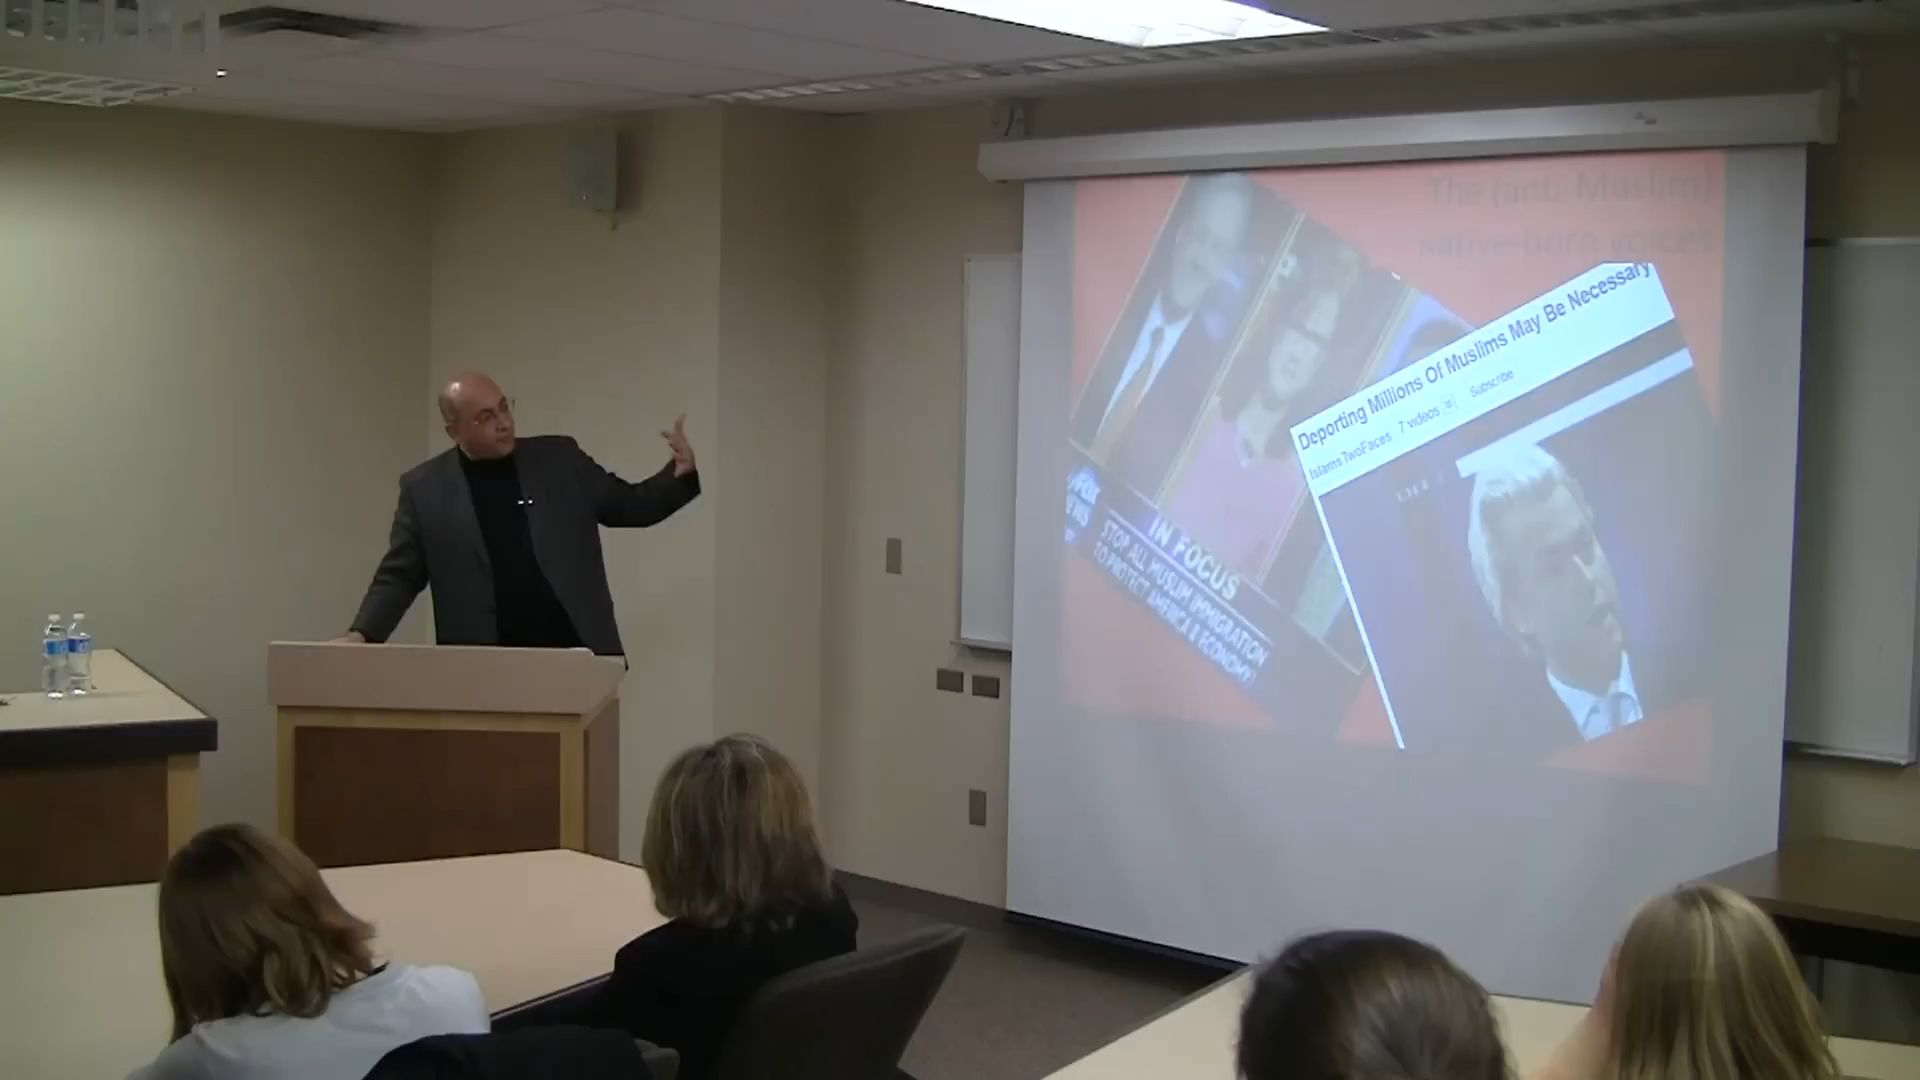 The (anti-Muslim)
native-born voices
Deporting Millions Of Muslims May Be Necessary
IslamsTwoFaces 7 videos Subscribe
IN FOCUS
STOP ALL MUSLIM IMMIGRATION
TO PROTECT AMERICA & ECONOMY?